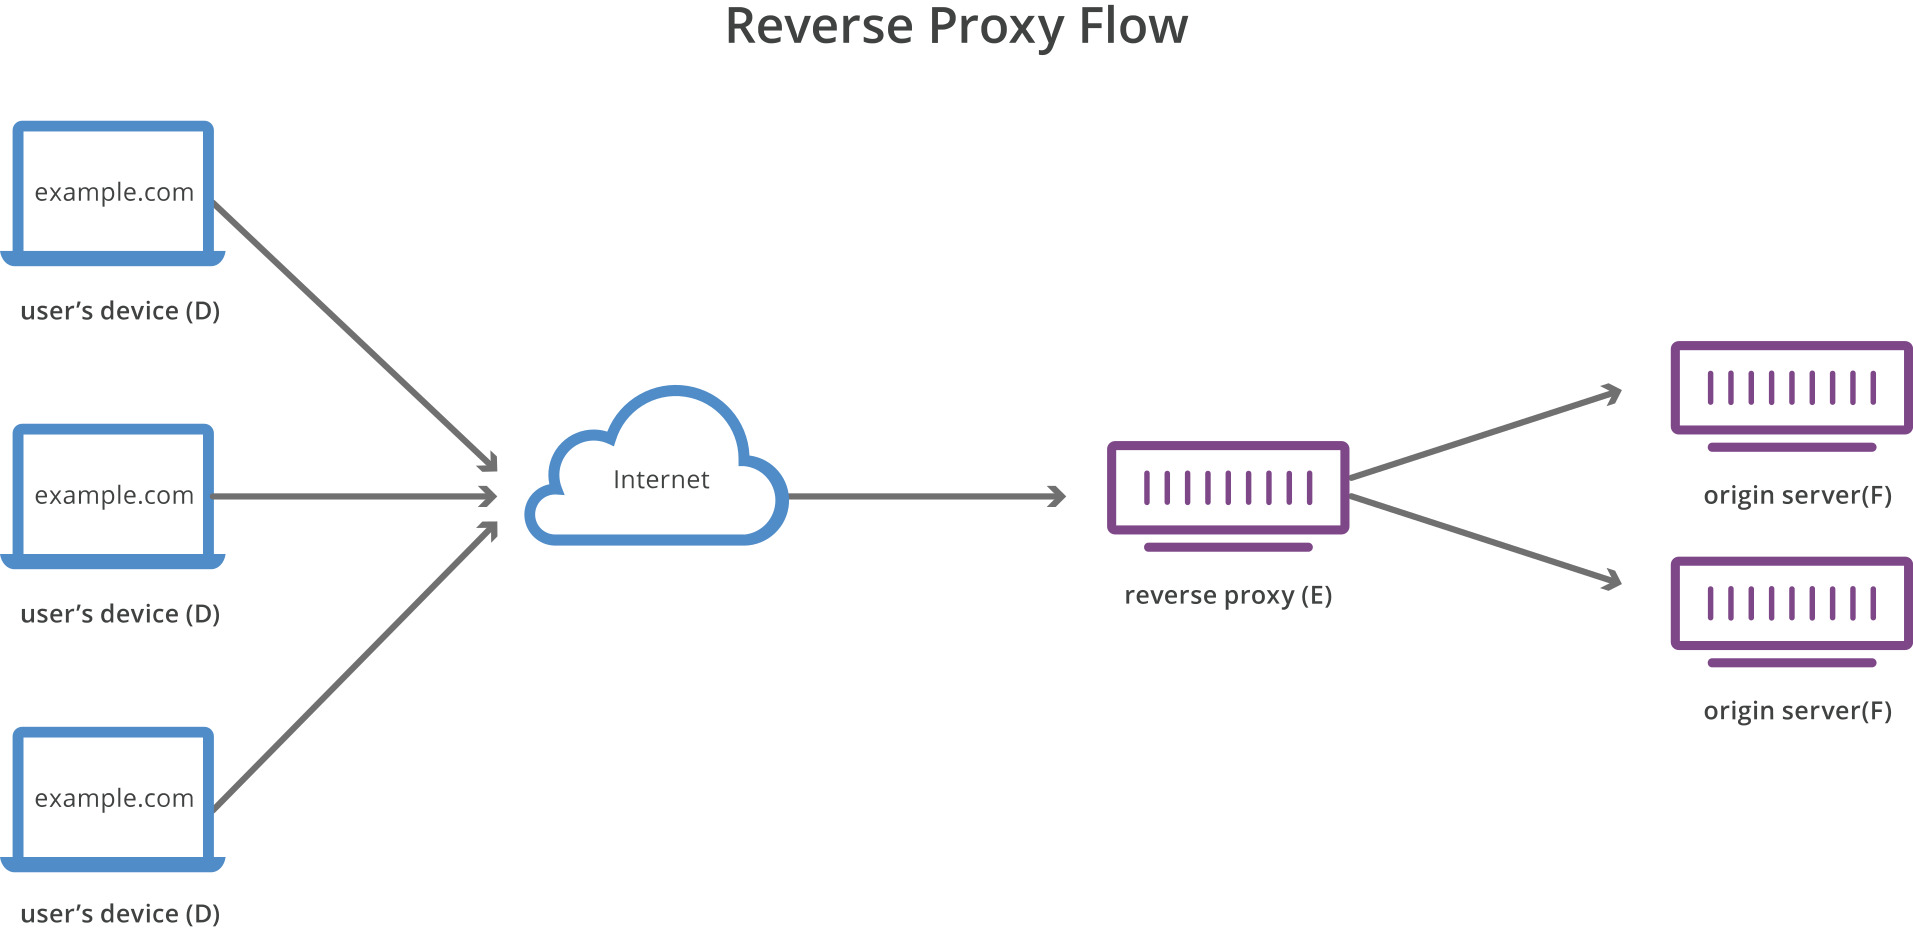 Reverse Proxy Flow
example.com
user’s device (D)
example.com
user’s device (D)
example.com
user’s device (D)
Internet
reverse proxy (E)
origin server(F)
origin server(F)